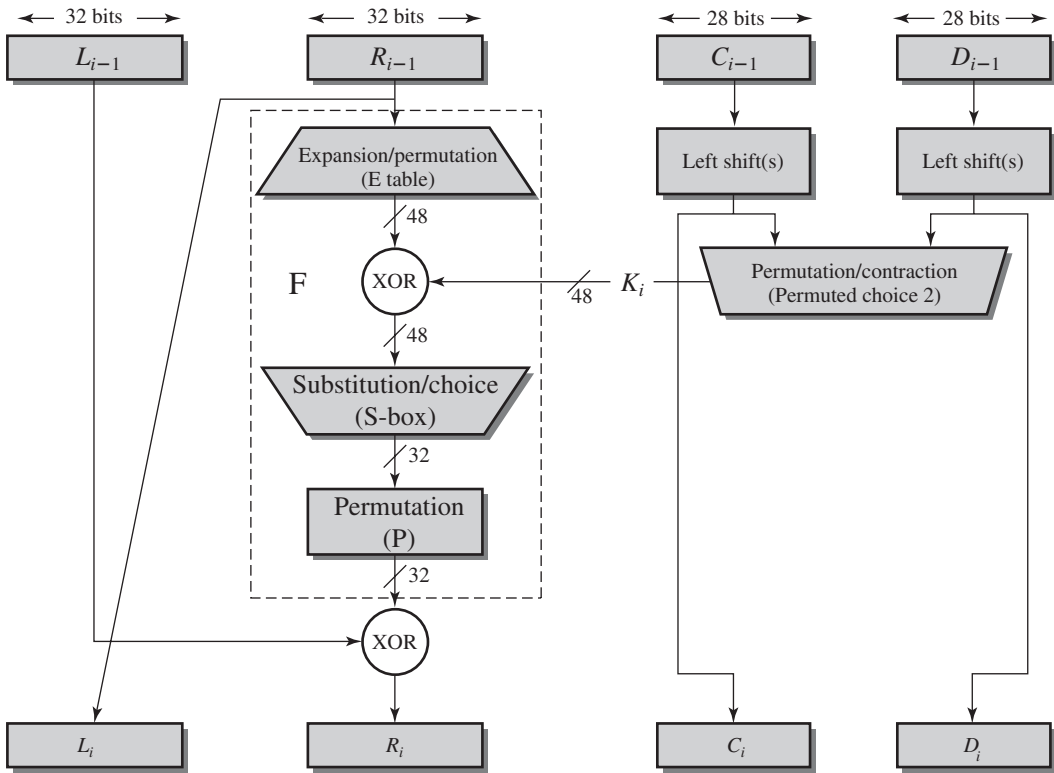 32 bits
32 bits
28 bits
28 bits
L_{i−1}
R_{i−1}
C_{i−1}
D_{i−1}
Expansion/permutation
(E table)
Left shift(s)
Left shift(s)
48
F
XOR
48
K_i
Permutation/contraction
(Permuted choice 2)
48
Substitution/choice
(S-box)
32
Permutation
(P)
32
XOR
L_i
R_i
C_i
D_i